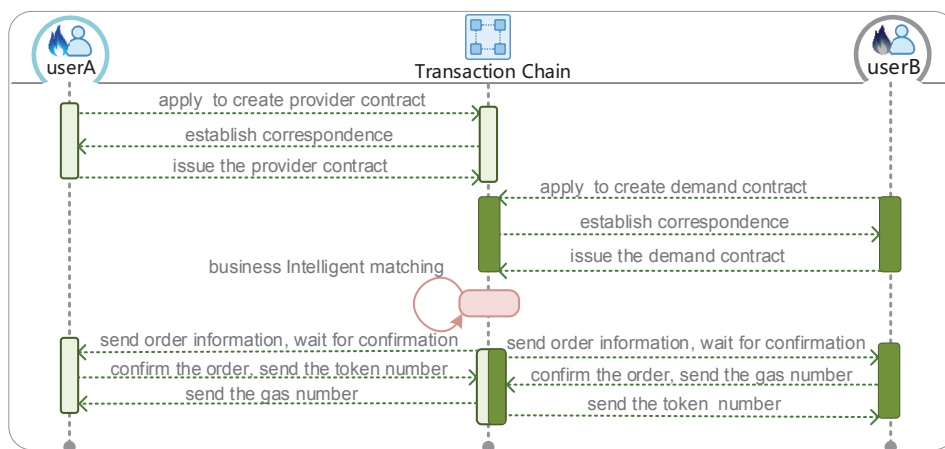 userA
Transaction Chain
userB
apply to create provider contract
establish correspondence
issue the provider contract
apply to create demand contract
establish correspondence
issue the demand contract
business Intelligent matching
send order information, wait for confirmation
send order information, wait for confirmation
confirm the order, send the token number
confirm the order, send the gas number
send the gas number
send the token number